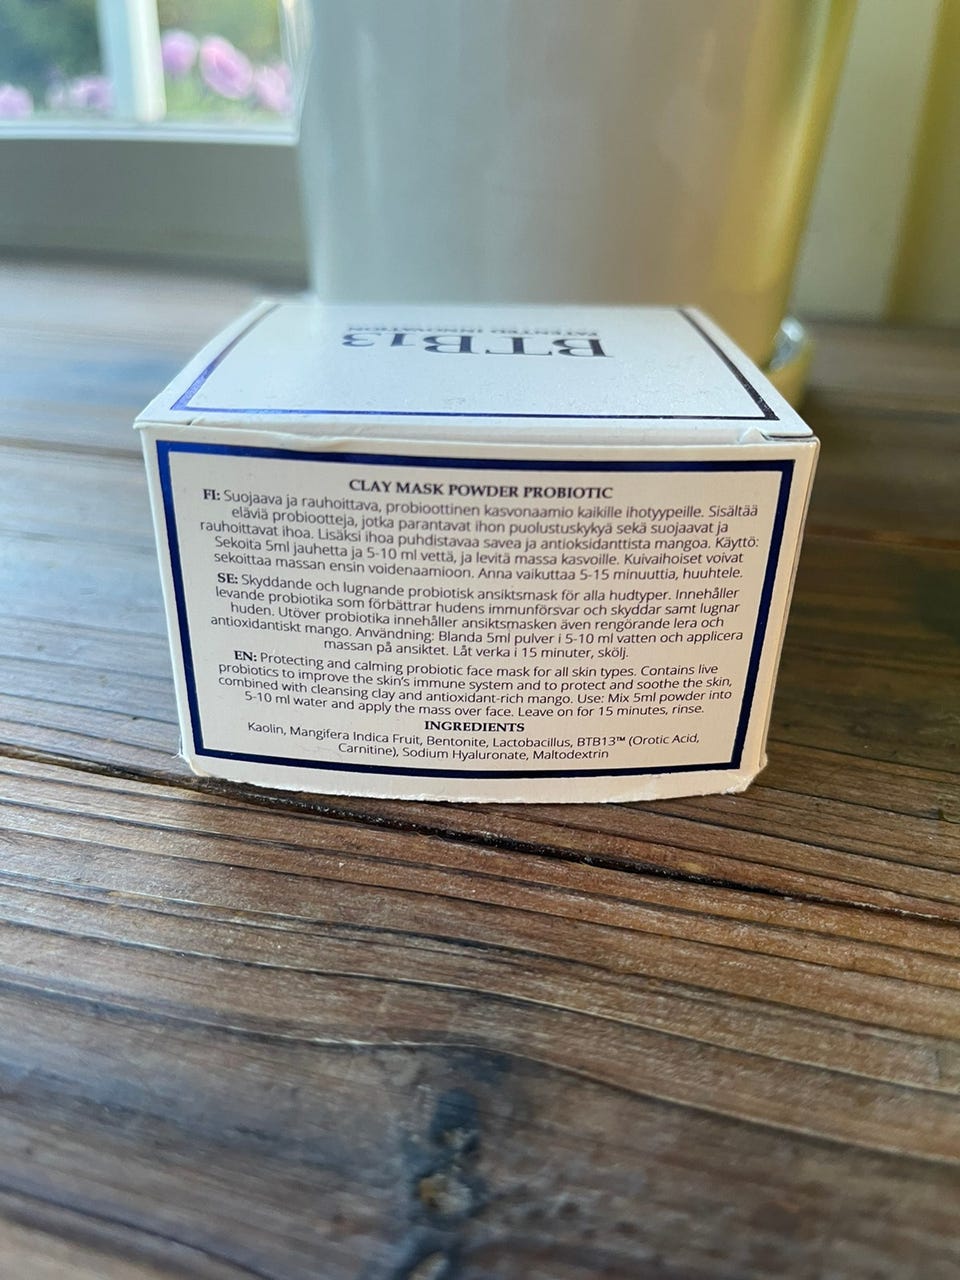 BTB13
PATENTED INNOVATION
CLAY MASK POWDER PROBIOTIC
FI: Suojaava ja rauhoittava, probioottinen kasvonaamio kaikille ihotyypeille. Sisältää
eläviä probiootteja, jotka parantavat ihon puolustuskykyä sekä suojaavat ja
rauhoittavat ihoa. Lisäksi ihoa puhdistavaa savea ja antioksidanttista mangoa. Käyttö:
Sekoita 5ml jauhetta ja 5-10 ml vettä, ja levitä massa kasvoille. Kuivaihoiset voivat
sekoittaa massan ensin voidenaamioon. Anna vaikuttaa 5-15 minuuttia, huuhtele.
SE: Skyddande och lugnande probiotisk ansiktsmask för alla hudtyper. Innehåller
levande probiotika som förbättrar hudens immunförsvar och skyddar samt lugnar
huden. Utöver probiotika innehåller ansiktsmasken även rengörande lera och
antioxidantiskt mango. Användning: Blanda 5ml pulver i 5-10 ml vatten och applicera
massan på ansiktet. Låt verka i 15 minuter, skölj.
EN: Protecting and calming probiotic face mask for all skin types. Contains live
probiotics to improve the skin's immune system and to protect and soothe the skin,
combined with cleansing clay and antioxidant-rich mango. Use: Mix 5ml powder into
5-10 ml water and apply the mass over face. Leave on for 15 minutes, rinse.
INGREDIENTS
Kaolin, Mangifera Indica Fruit, Bentonite, Lactobacillus, BTB13™ (Orotic Acid,
Carnitine), Sodium Hyaluronate, Maltodextrin